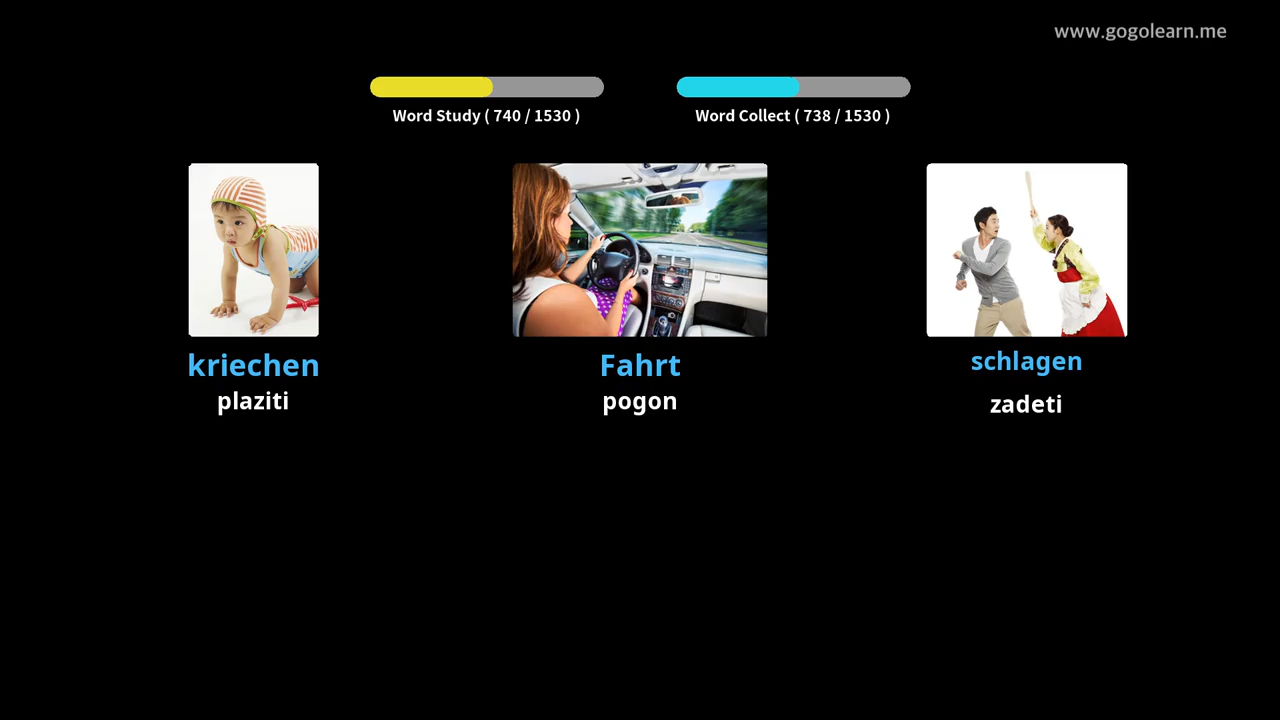 www.gogolearn.me
Word Study ( 740 / 1530 )
Word Collect ( 738 / 1530 )
kriechen
plaziti
Fahrt
pogon
schlagen
zadeti